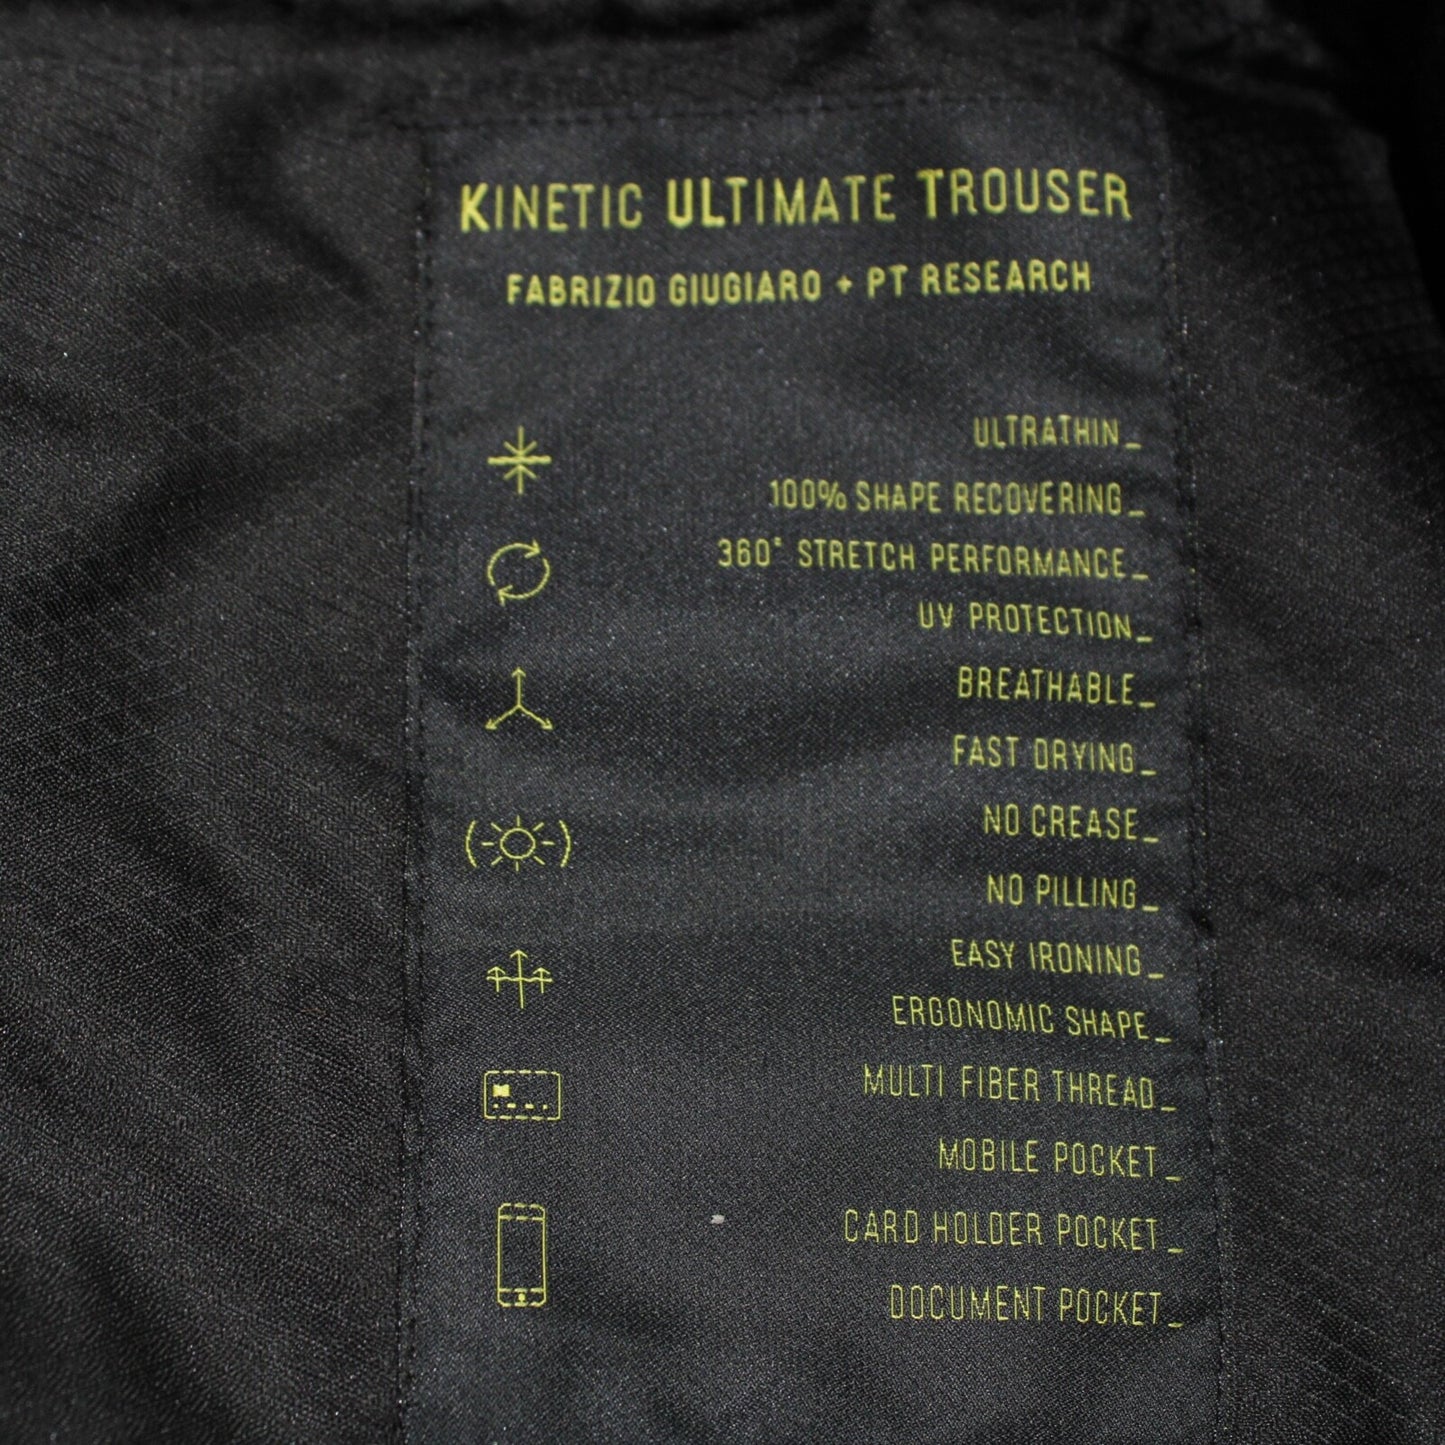 KINETIC ULTIMATE TROUSER
FABRIZIO GIUGIARO + PT RESEARCH
ULTRATHIN_
100% SHAPE RECOVERING_
360° STRETCH PERFORMANCE_
UV PROTECTION_
BREATHABLE_
FAST DRYING_
NO CREASE_
NO PILLING_
EASY IRONING_
ERGONOMIC SHAPE_
MULTI FIBER THREAD_
MOBILE POCKET_
CARD HOLDER POCKET_
DOCUMENT POCKET_